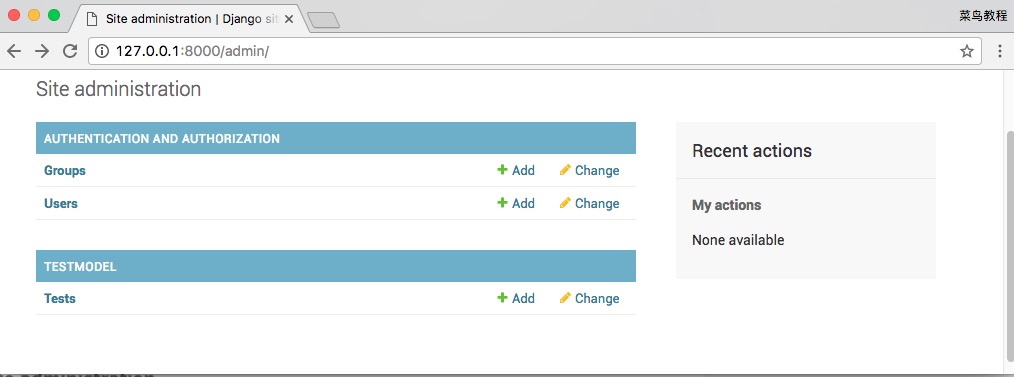 Site administration | Django sit
菜鸟教程
127.0.0.1:8000/admin/
Site administration
AUTHENTICATION AND AUTHORIZATION
Groups Add Change
Users Add Change
TESTMODEL
Tests Add Change
Recent actions
My actions
None available